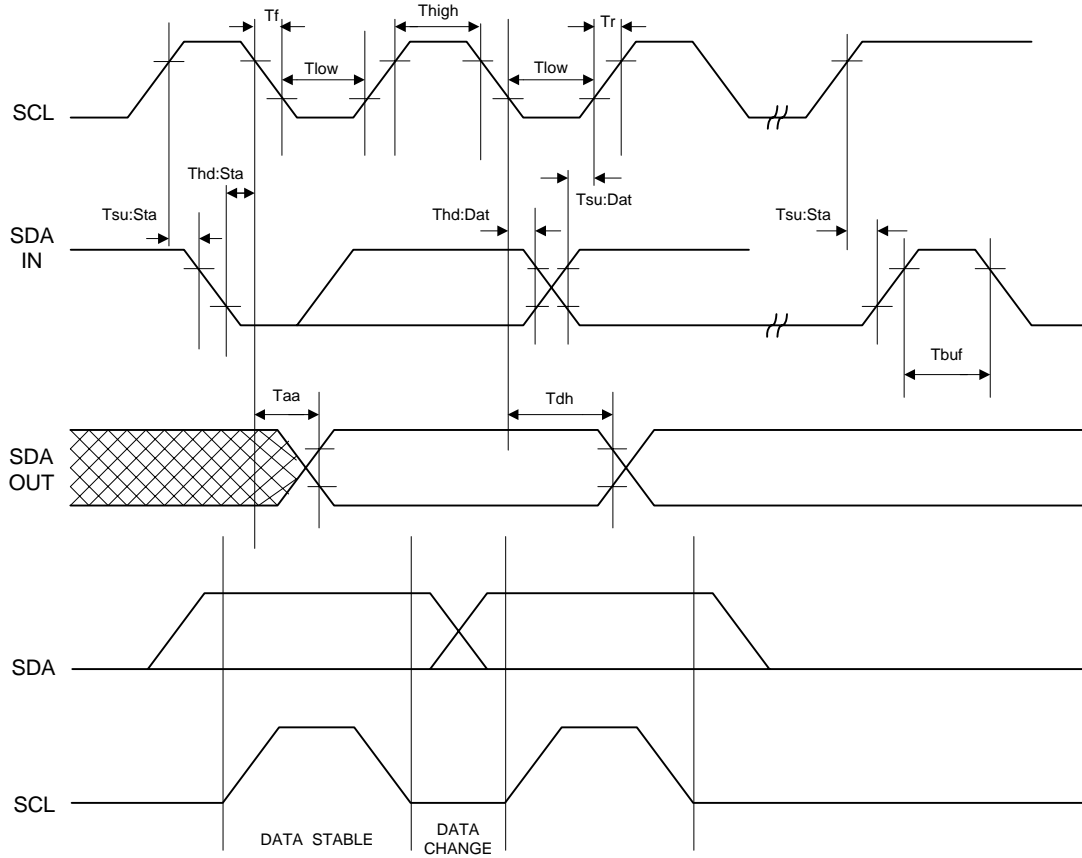 Tf
Thigh
Tr
Tlow
Tlow
SCL
Thd:Sta
Tsu:Sta
Thd:Dat
Tsu:Dat
Tsu:Sta
SDA
IN
Tbuf
Taa
Tdh
SDA
OUT
SDA
SCL
DATA STABLE
DATA
CHANGE